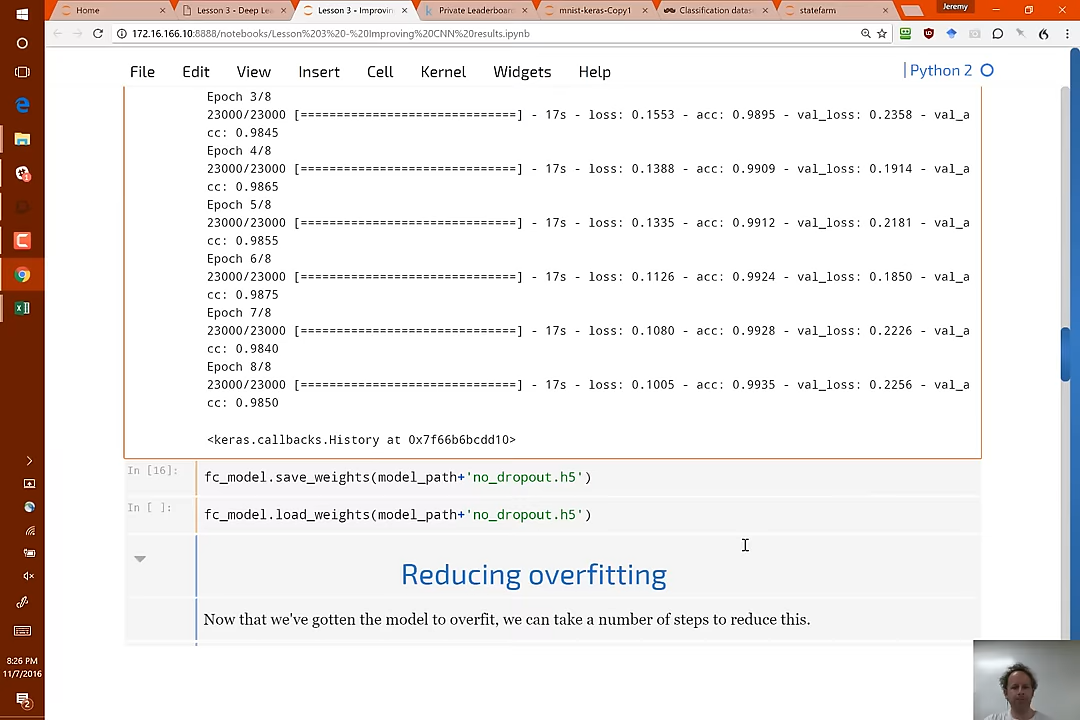 Home
Lesson 3 - Deep Le
Lesson 3 - Improvin
Private Leaderboar
mnist-keras-Copy1
Classification datas
statefarm
Jeremy
172.16.166.10:8888/notebooks/Lesson%203%20-%20Improving%20CNN%20results.ipynb
File Edit View Insert Cell Kernel Widgets Help
Python 2
Epoch 3/8
23000/23000 [==============================] - 17s - loss: 0.1553 - acc: 0.9895 - val_loss: 0.2358 - val_a
cc: 0.9845
Epoch 4/8
23000/23000 [==============================] - 17s - loss: 0.1388 - acc: 0.9909 - val_loss: 0.1914 - val_a
cc: 0.9865
Epoch 5/8
23000/23000 [==============================] - 17s - loss: 0.1335 - acc: 0.9912 - val_loss: 0.2181 - val_a
cc: 0.9855
Epoch 6/8
23000/23000 [==============================] - 17s - loss: 0.1126 - acc: 0.9924 - val_loss: 0.1850 - val_a
cc: 0.9875
Epoch 7/8
23000/23000 [==============================] - 17s - loss: 0.1080 - acc: 0.9928 - val_loss: 0.2226 - val_a
cc: 0.9840
Epoch 8/8
23000/23000 [==============================] - 17s - loss: 0.1005 - acc: 0.9935 - val_loss: 0.2256 - val_a
cc: 0.9850
<keras.callbacks.History at 0x7f66b6bcdd10>
In [16]:
fc_model.save_weights(model_path+'no_dropout.h5')
In [ ]:
fc_model.load_weights(model_path+'no_dropout.h5')
Reducing overfitting
Now that we've gotten the model to overfit, we can take a number of steps to reduce this.
8:26 PM
11/7/2016